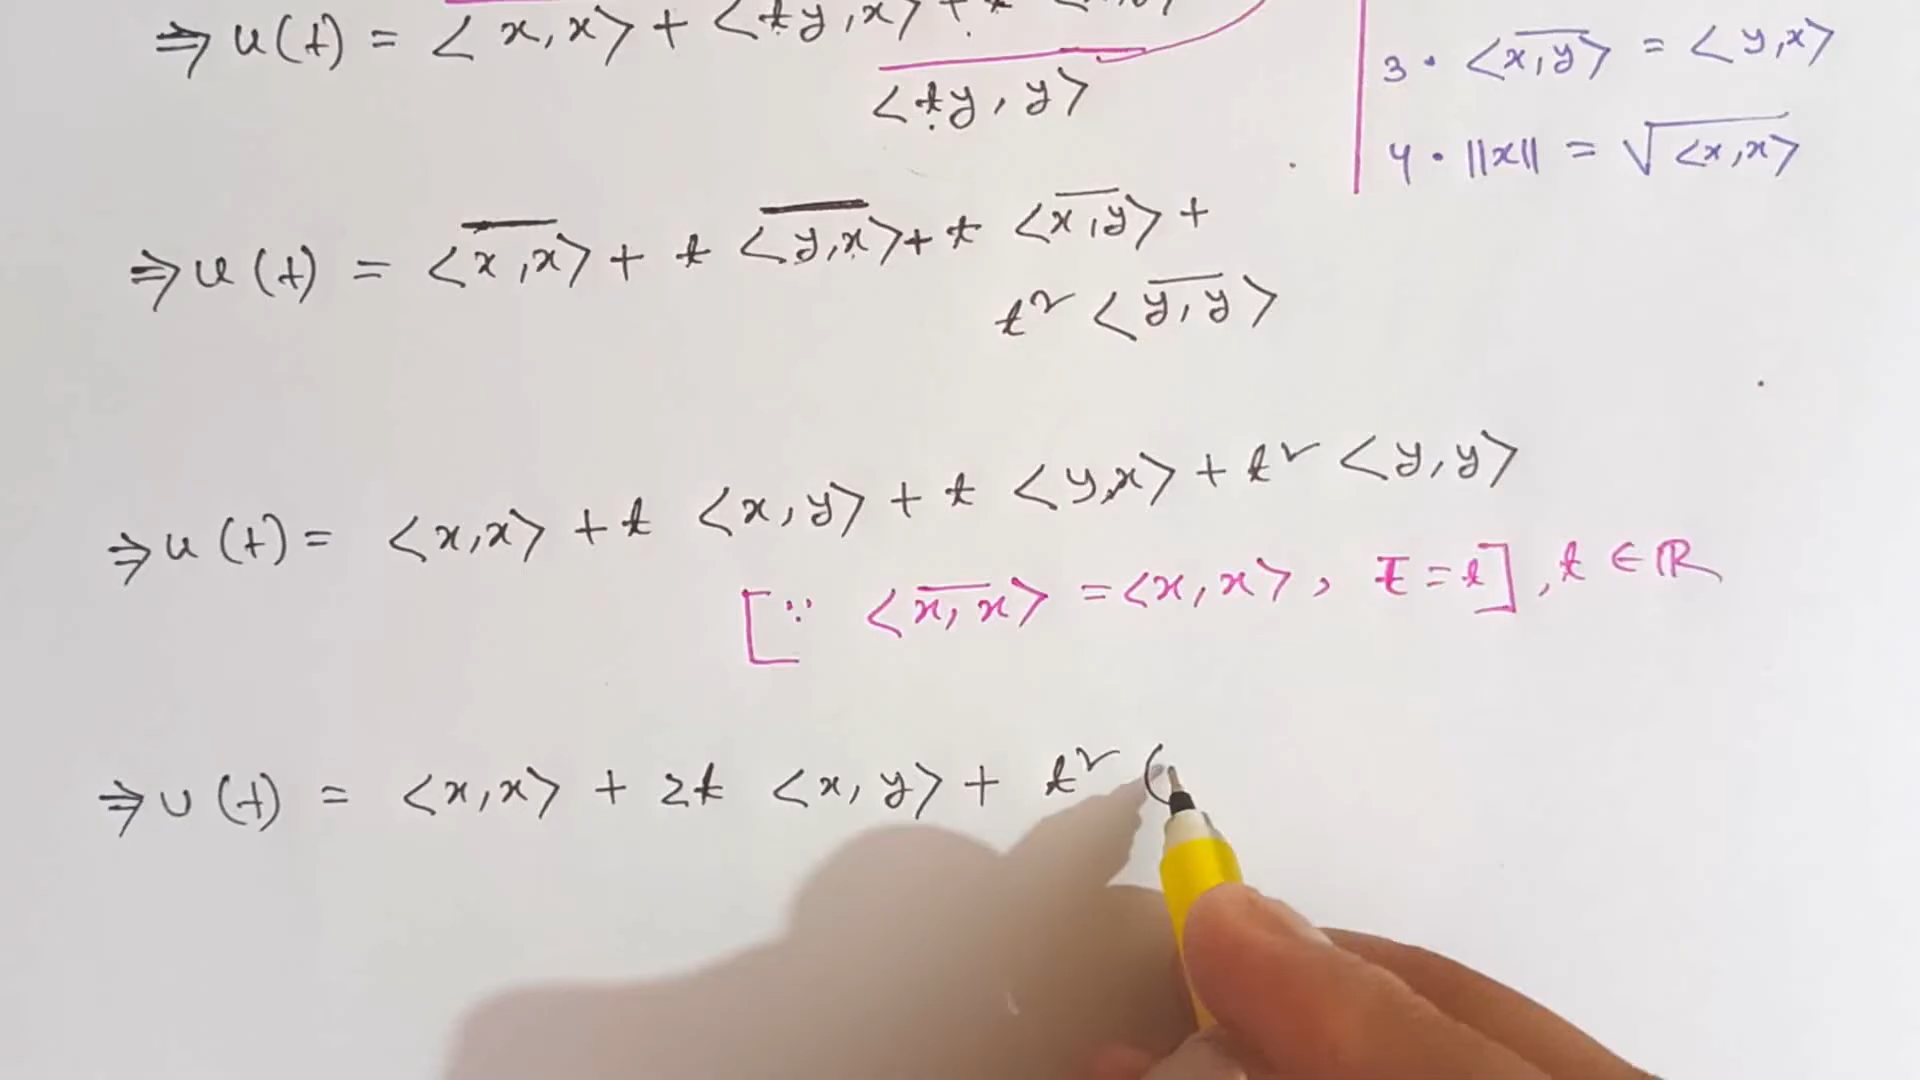 ⇒ u(t) = <x,x> + <ty,x> +
<ty, y>
3. <x̅,̅y̅> = <y,x>
4. ||x|| = √<x,x>
⇒ u(t) = <x̅,̅x̅> + t <y̅,̅x̅> + t <x̅,̅y̅> +
t² <y̅,̅y̅>
⇒ u(t) = <x,x> + t <x,y> + t <y,x> + t² <y,y>
[∵ <x̅,̅x̅> = <x,x>, t̅ = t], t ∈ ℝ
⇒ u(t) = <x,x> + 2t <x,y> + t² (